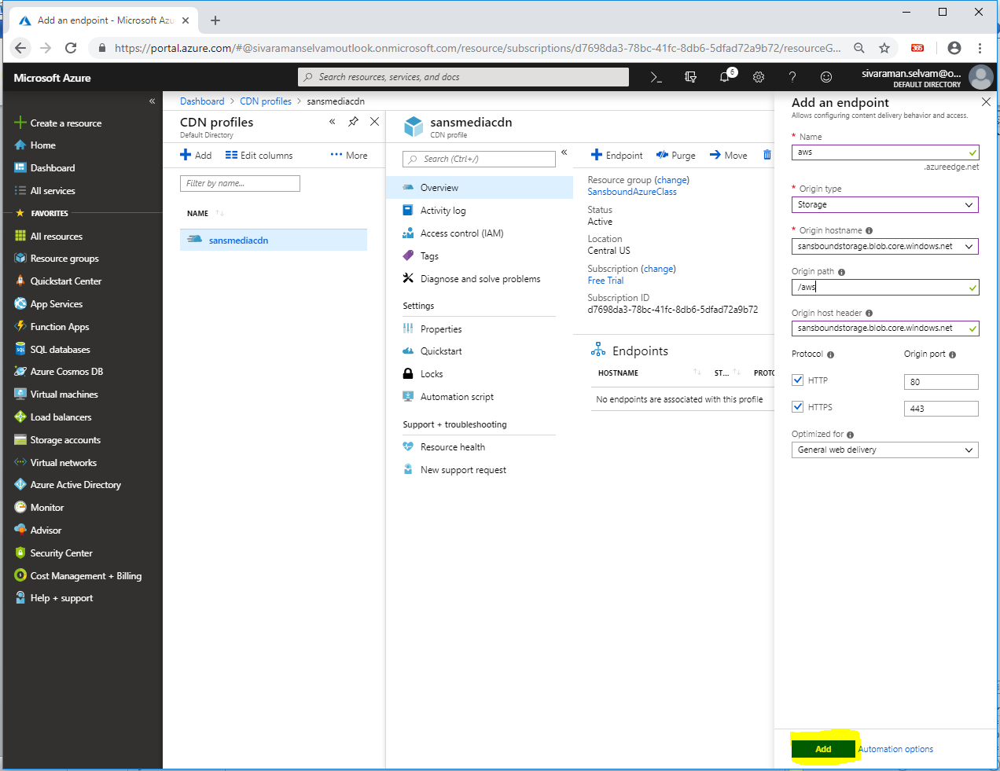 Add an endpoint - Microsoft Azu
https://portal.azure.com/#@sivaramanselvamoutlook.onmicrosoft.com/resource/subscriptions/d7698da3-78bc-41fc-8db6-5dfad72a9b72/resourceG...
365
Microsoft Azure
Search resources, services, and docs
6
sivaraman.selvam@o...
DEFAULT DIRECTORY
Create a resource
Home
Dashboard
All services
FAVORITES
All resources
Resource groups
Quickstart Center
App Services
Function Apps
SQL databases
Azure Cosmos DB
Virtual machines
Load balancers
Storage accounts
Virtual networks
Azure Active Directory
Monitor
Advisor
Security Center
Cost Management + Billing
Help + support
Dashboard > CDN profiles > sansmediacdn
CDN profiles
Default Directory
Add
Edit columns
More
Filter by name...
NAME
sansmediacdn
sansmediacdn
CDN profile
Search (Ctrl+/)
Overview
Activity log
Access control (IAM)
Tags
Diagnose and solve problems
Settings
Properties
Quickstart
Locks
Automation script
Support + troubleshooting
Resource health
New support request
Endpoint
Purge
Move
Resource group (change)
SansboundAzureClass
Status
Active
Location
Central US
Subscription (change)
Free Trial
Subscription ID
d7698da3-78bc-41fc-8db6-5dfad72a9b72
Endpoints
HOSTNAME ST... PROTO
No endpoints are associated with this profile
Add an endpoint
Allows configuring content delivery behavior and access.
* Name
aws
.azureedge.net
* Origin type
Storage
* Origin hostname
sansboundstorage.blob.core.windows.net
Origin path
/aws
Origin host header
sansboundstorage.blob.core.windows.net
Protocol Origin port
HTTP 80
HTTPS 443
Optimized for
General web delivery
Add Automation options